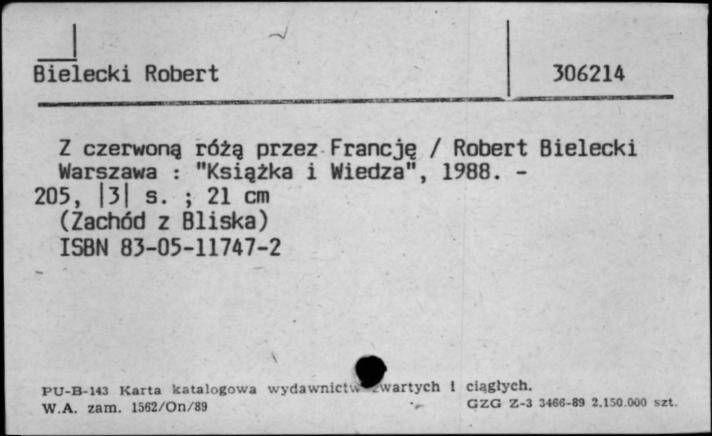 Bielecki Robert 306214
Z czerwoną różą przez Francję / Robert Bielecki
Warszawa : "Książka i Wiedza", 1988. -
205, |3| s. ; 21 cm
(Zachód z Bliska)
ISBN 83-05-11747-2
PU-B-143 Karta katalogowa wydawnictw zwartych i ciągłych.
W.A. zam. 1562/On/89 GZG Z-3 3466-89 2.150.000 szt.